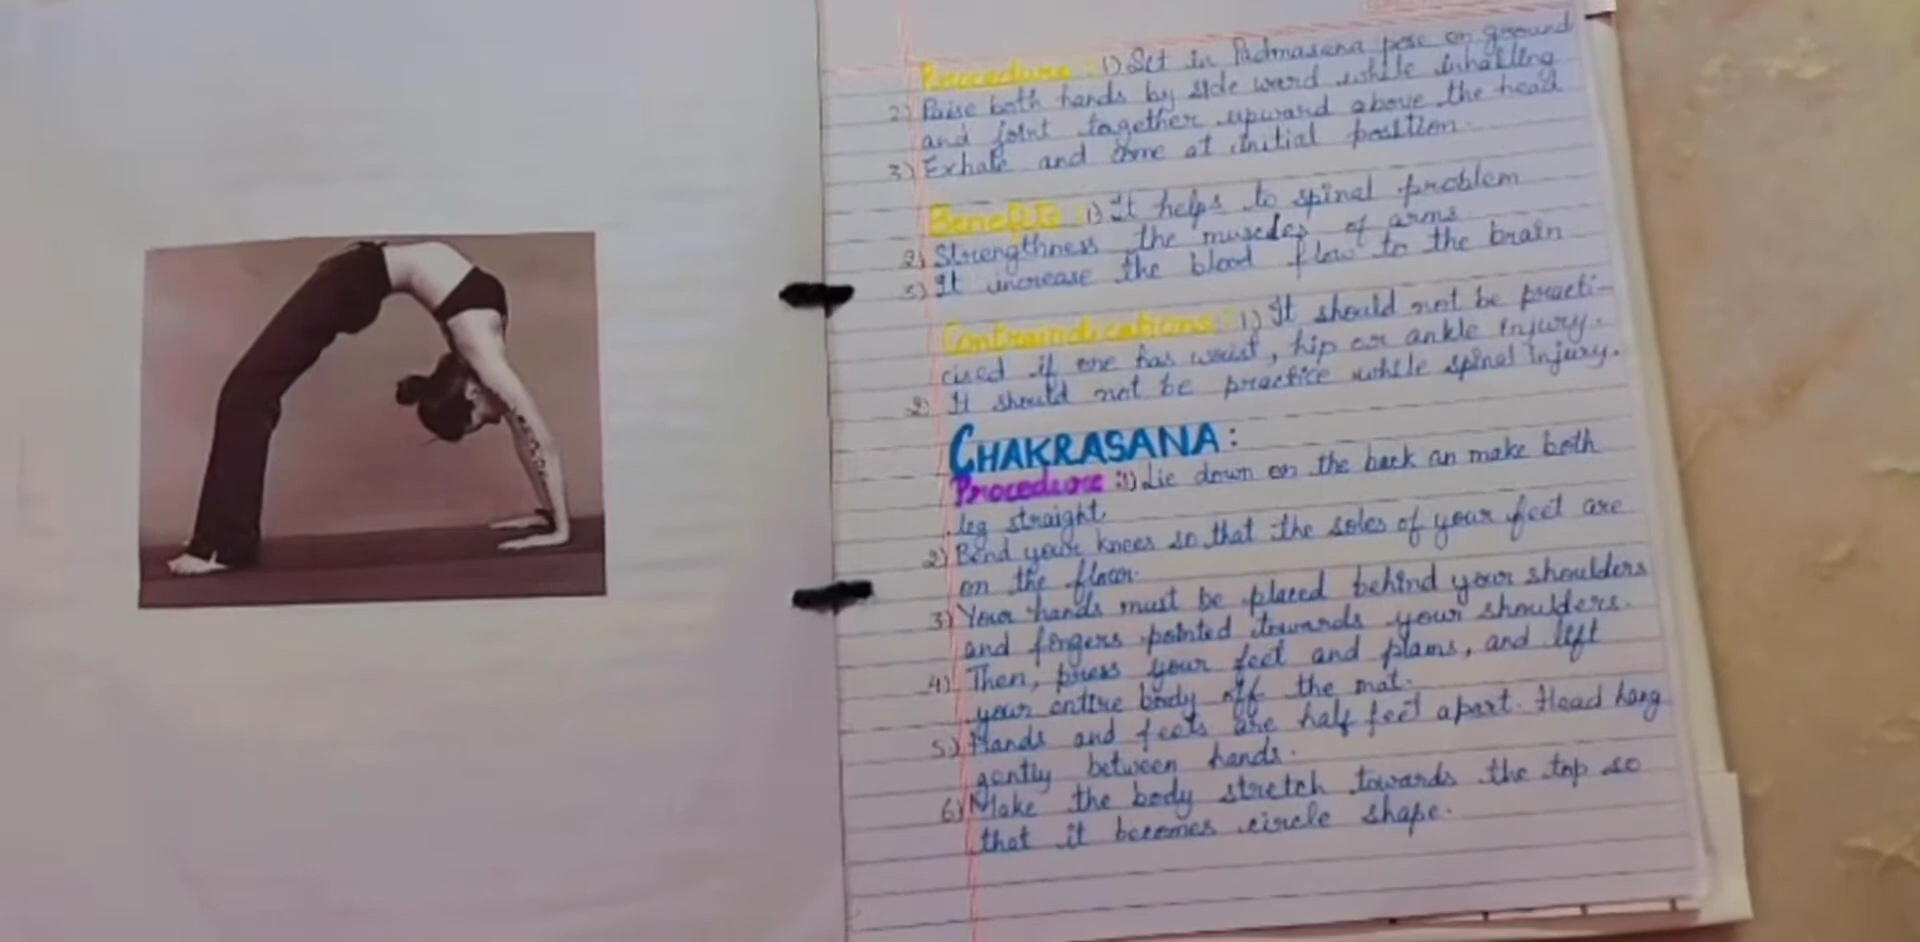 Procedure : 1) Sit in Padmasana pose on ground
2) Raise both hands by side ward while inhalling
and joint together upward above the head
3) Exhale and come at initial position.
Benefits : 1) It helps to spinal problem
2) Strengthness the muscles of arms
3) It increase the blood flow to the brain
Contraindications : 1) It should not be practi-
cised if one has wrist, hip or ankle injury.
2) It should not be practice while spinal injury.
CHAKRASANA :
Procedure : 1) Lie down on the back an make both
leg straight.
2) Bend your knees so that the soles of your feet are
on the floor.
3) Your hands must be placed behind your shoulders
and fingers pointed towards your shoulders.
4) Then, press your feet and plams, and lift
your entire body off the mat.
5) Hands and feets are half feet apart. Head hang
gently between hands.
6) Make the body stretch towards the top so
that it becomes circle shape.